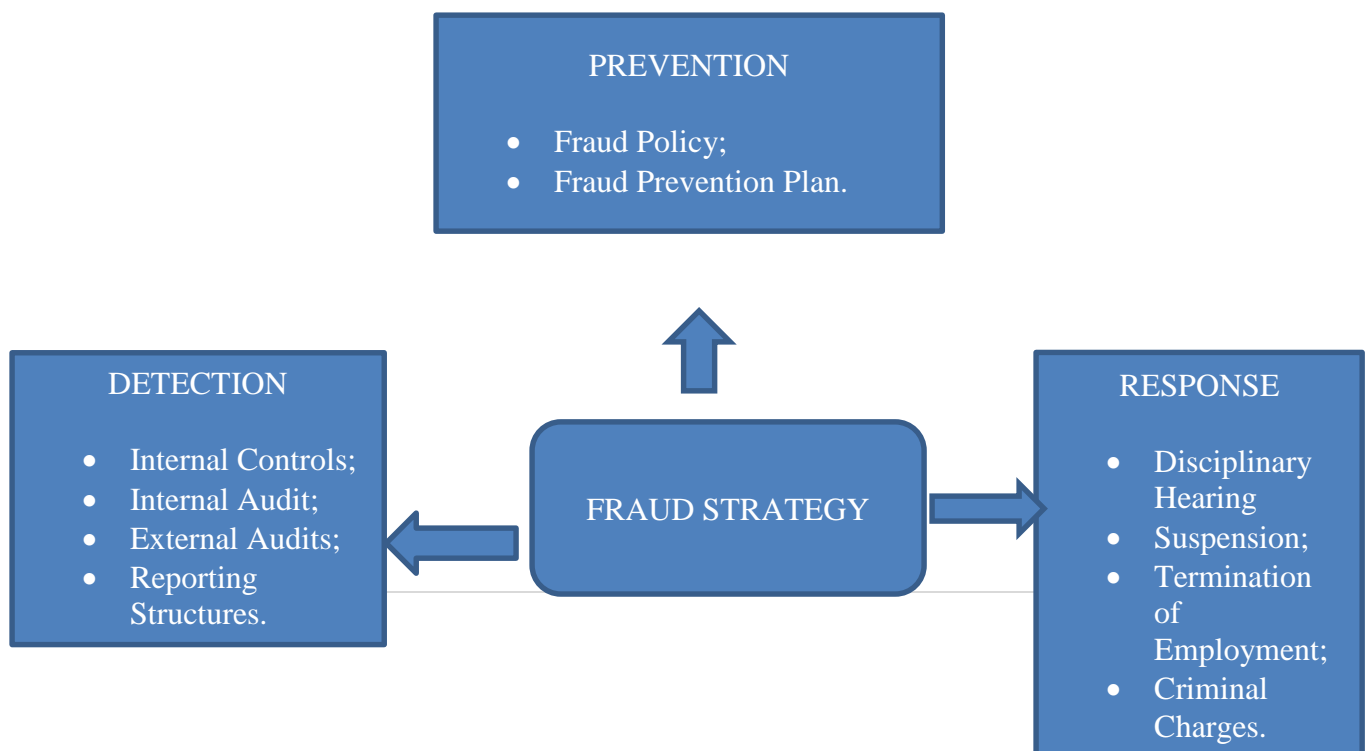 PREVENTION
• Fraud Policy;
• Fraud Prevention Plan.
DETECTION
• Internal Controls;
• Internal Audit;
• External Audits;
• Reporting
Structures.
FRAUD STRATEGY
RESPONSE
• Disciplinary
Hearing
• Suspension;
• Termination
of
Employment;
• Criminal
Charges.